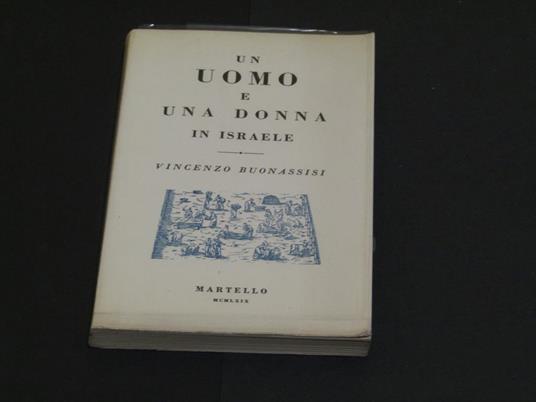 UN
UOMO
E
UNA DONNA
IN ISRAELE
VINCENZO BUONASSISI
MARTELLO
MCMLXIX